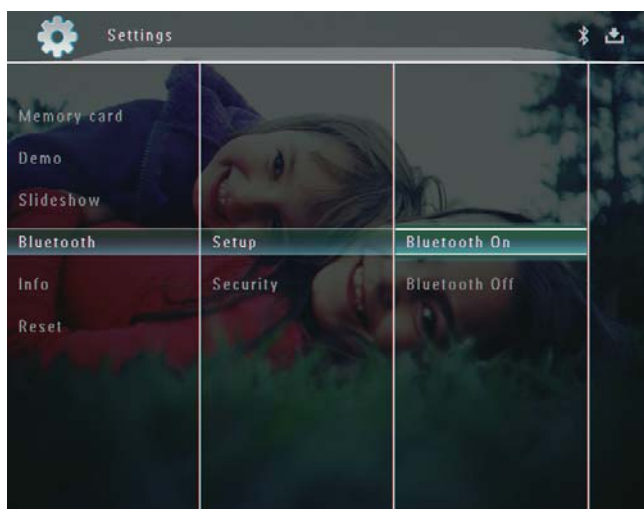 Settings
Memory card
Demo
Slideshow
Bluetooth
Setup
Bluetooth On
Info
Security
Bluetooth Off
Reset